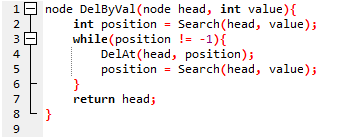 1 node DelByVal(node head, int value){
2     int position = Search(head, value);
3     while(position != -1){
4         DelAt(head, position);
5         position = Search(head, value);
6     }
7     return head;
8 }
9